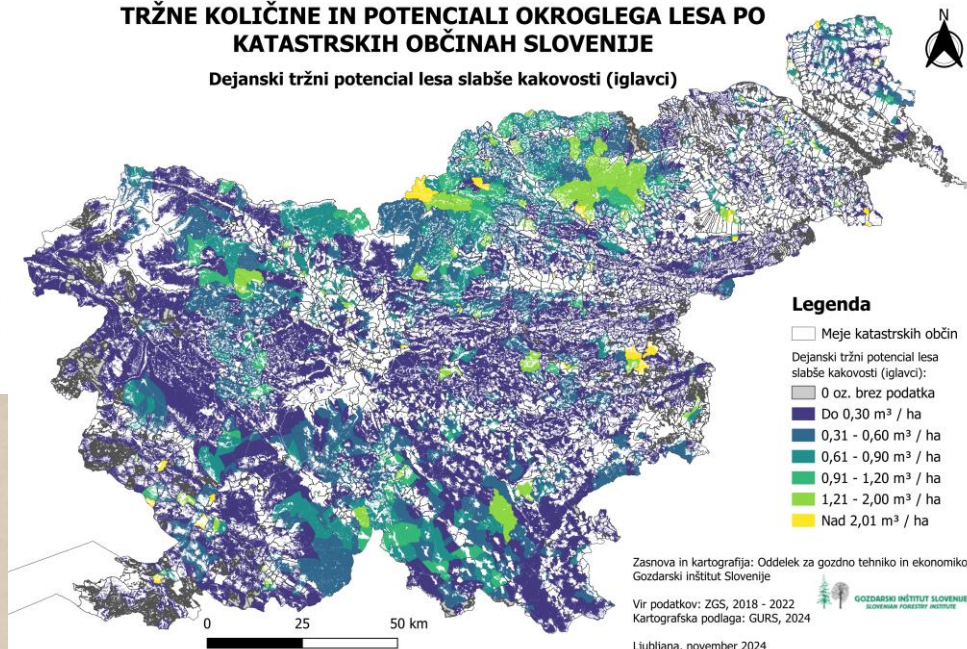 TRŽNE KOLIČINE IN POTENCIALI OKROGLEGA LESA PO
KATASTRSKIH OBČINAH SLOVENIJE
Dejanski tržni potencial lesa slabše kakovosti (iglavci)
N
Legenda
Meje katastrskih občin
Dejanski tržni potencial lesa
slabše kakovosti (iglavci):
0 oz. brez podatka
Do 0,30 m³ / ha
0,31 - 0,60 m³ / ha
0,61 - 0,90 m³ / ha
0,91 - 1,20 m³ / ha
1,21 - 2,00 m³ / ha
Nad 2,01 m³ / ha
Zasnova in kartografija: Oddelek za gozdno tehniko in ekonomiko
Gozdarski inštitut Slovenije
Vir podatkov: ZGS, 2018 - 2022
Kartografska podlaga: GURS, 2024
GOZDARSKI INŠTITUT SLOVENIJE
SLOVENIAN FORESTRY INSTITUTE
Ljubljana, november 2024
0 25 50 km